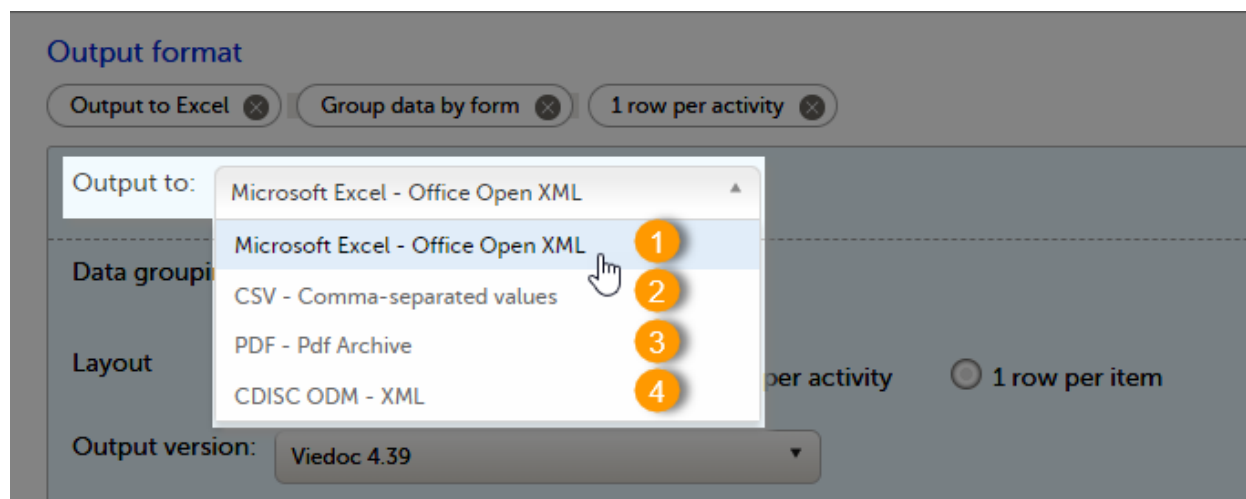 Output format
Output to Excel Group data by form 1 row per activity
Output to: Microsoft Excel - Office Open XML
Microsoft Excel - Office Open XML 1
Data groupi
CSV - Comma-separated values 2
PDF - Pdf Archive 3
Layout per activity 1 row per item
CDISC ODM - XML 4
Output version: Viedoc 4.39